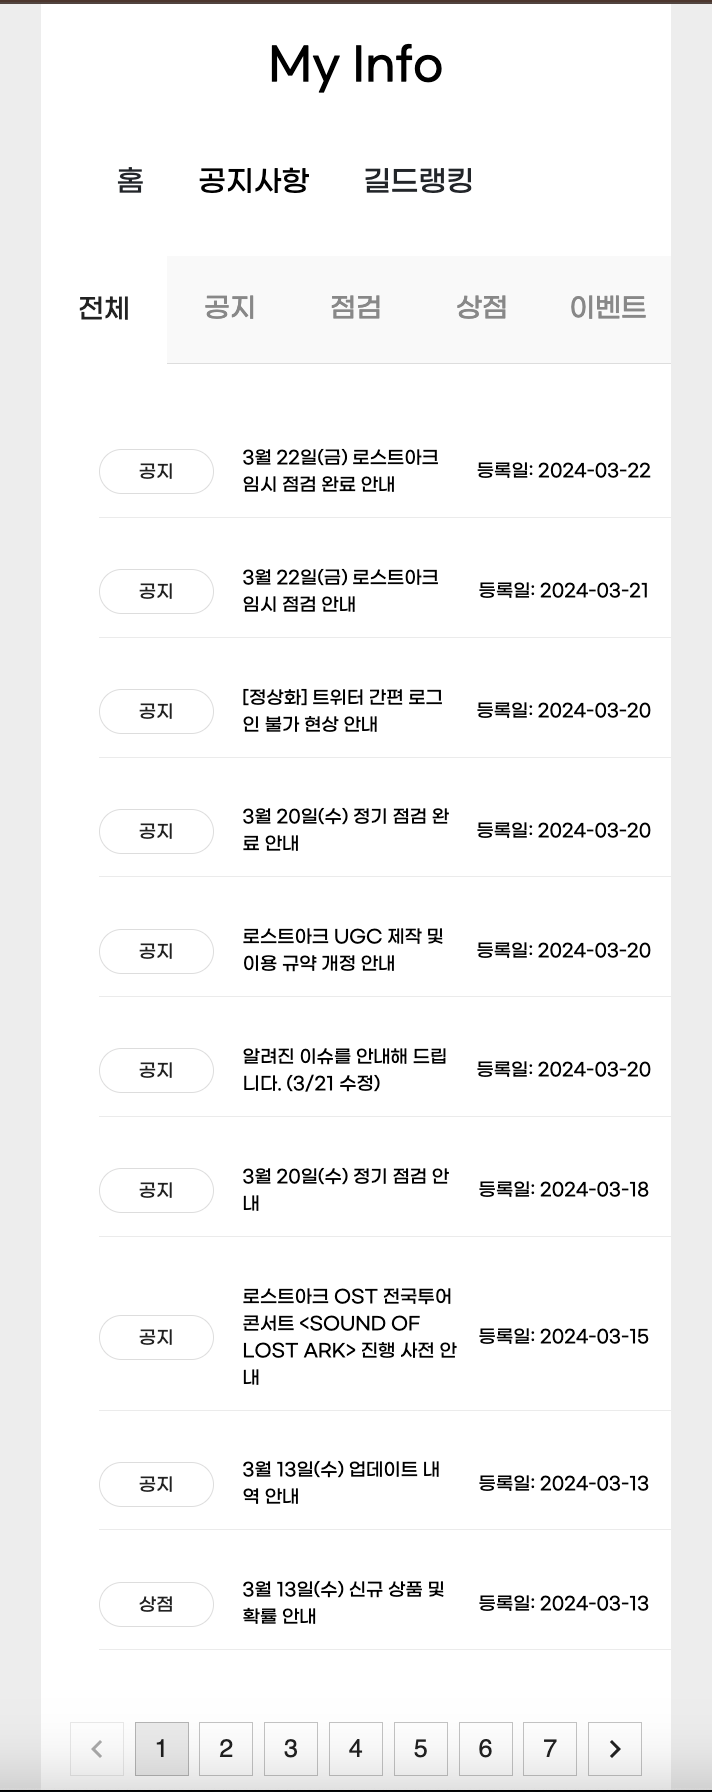 My Info
홈 공지사항 길드랭킹
전체 공지 점검 상점 이벤트
공지
3월 22일(금) 로스트아크
임시 점검 완료 안내
등록일: 2024-03-22
공지
3월 22일(금) 로스트아크
임시 점검 안내
등록일: 2024-03-21
공지
[정상화] 트위터 간편 로그
인 불가 현상 안내
등록일: 2024-03-20
공지
3월 20일(수) 정기 점검 완
료 안내
등록일: 2024-03-20
공지
로스트아크 UGC 제작 및
이용 규약 개정 안내
등록일: 2024-03-20
공지
알려진 이슈를 안내해 드립
니다. (3/21 수정)
등록일: 2024-03-20
공지
3월 20일(수) 정기 점검 안
내
등록일: 2024-03-18
공지
로스트아크 OST 전국투어
콘서트 <SOUND OF
LOST ARK> 진행 사전 안
내
등록일: 2024-03-15
공지
3월 13일(수) 업데이트 내
역 안내
등록일: 2024-03-13
상점
3월 13일(수) 신규 상품 및
확률 안내
등록일: 2024-03-13
< 1 2 3 4 5 6 7 >